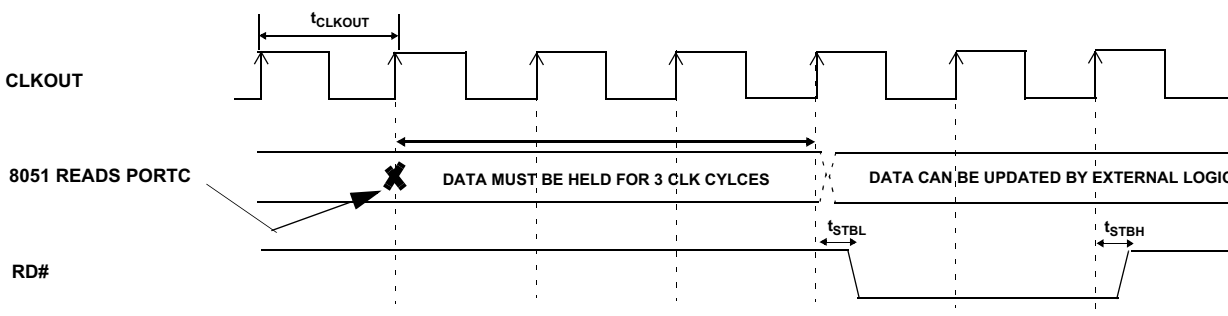 tCLKOUT
CLKOUT
8051 READS PORTC
DATA MUST BE HELD FOR 3 CLK CYLCES
DATA CAN BE UPDATED BY EXTERNAL LOGIC
tSTBL
tSTBH
RD#